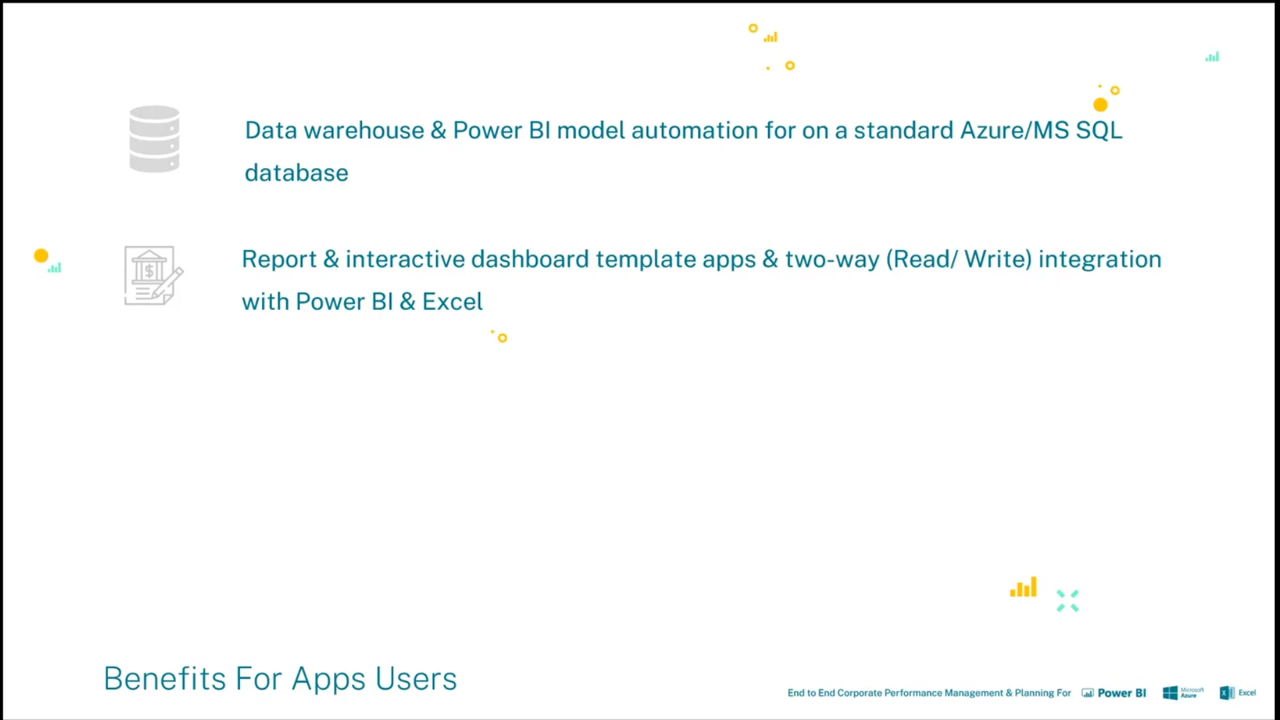 Data warehouse & Power BI model automation for on a standard Azure/MS SQL
database
Report & interactive dashboard template apps & two-way (Read/ Write) integration
with Power BI & Excel
Benefits For Apps Users
End to End Corporate Performance Management & Planning For Power BI Microsoft Azure Excel